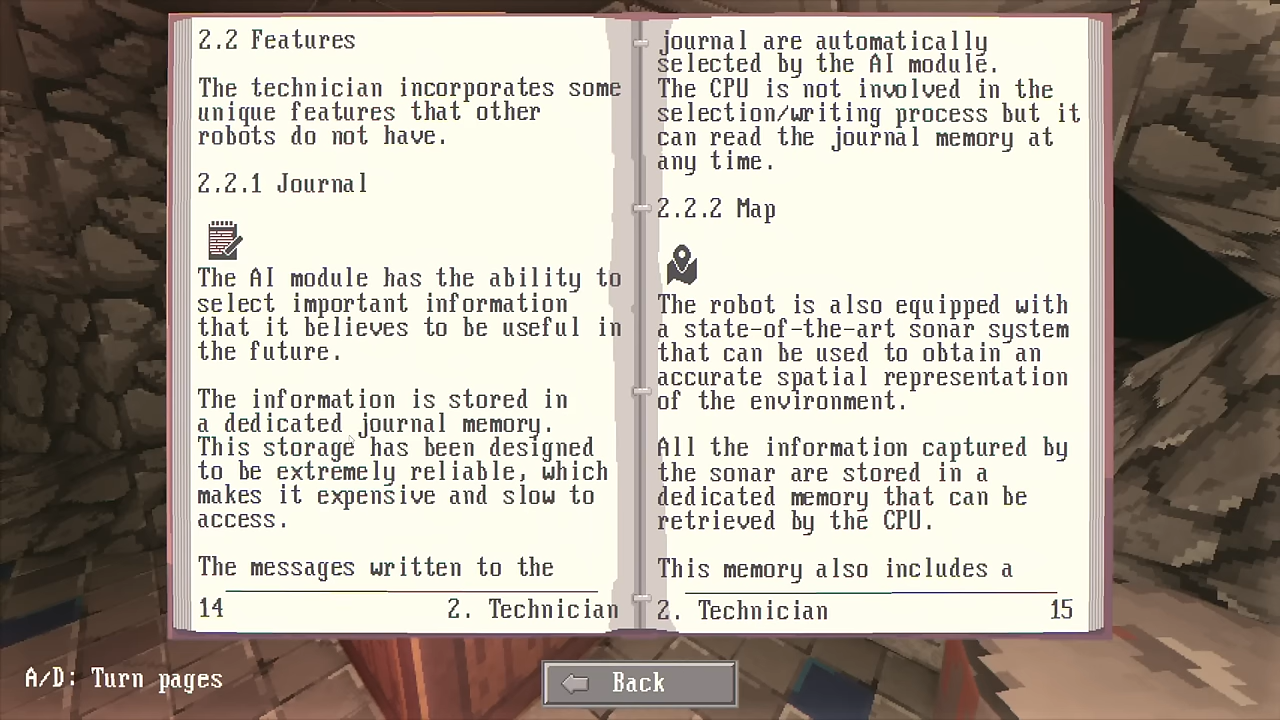 2.2 Features
The technician incorporates some
unique features that other
robots do not have.
2.2.1 Journal
The AI module has the ability to
select important information
that it believes to be useful in
the future.
The information is stored in
a dedicated journal memory.
This storage has been designed
to be extremely reliable, which
makes it expensive and slow to
access.
The messages written to the
14
2. Technician
journal are automatically
selected by the AI module.
The CPU is not involved in the
selection/writing process but it
can read the journal memory at
any time.
2.2.2 Map
The robot is also equipped with
a state-of-the-art sonar system
that can be used to obtain an
accurate spatial representation
of the environment.
All the information captured by
the sonar are stored in a
dedicated memory that can be
retrieved by the CPU.
This memory also includes a
2. Technician
15
A/D: Turn pages
Back